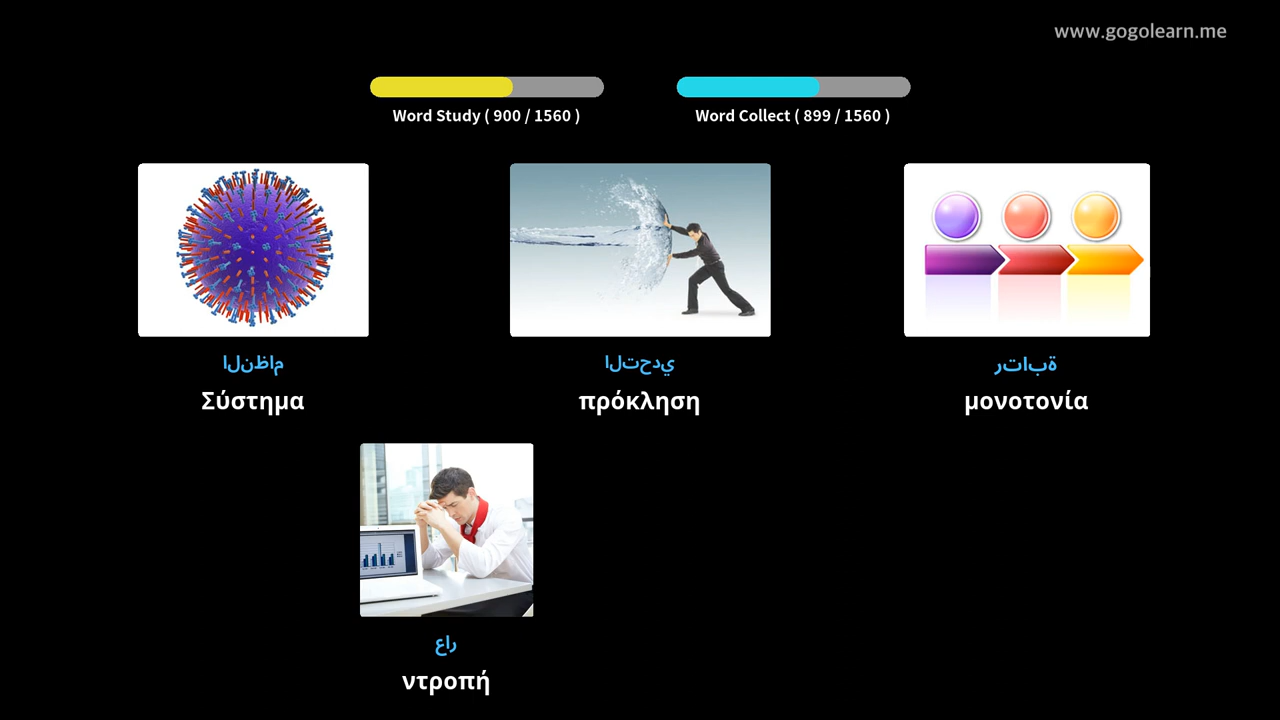 www.gogolearn.me
Word Study ( 900 / 1560 )
Word Collect ( 899 / 1560 )
النظام
التحدي
رتابة
Σύστημα
πρόκληση
μονοτονία
عار
ντροπή